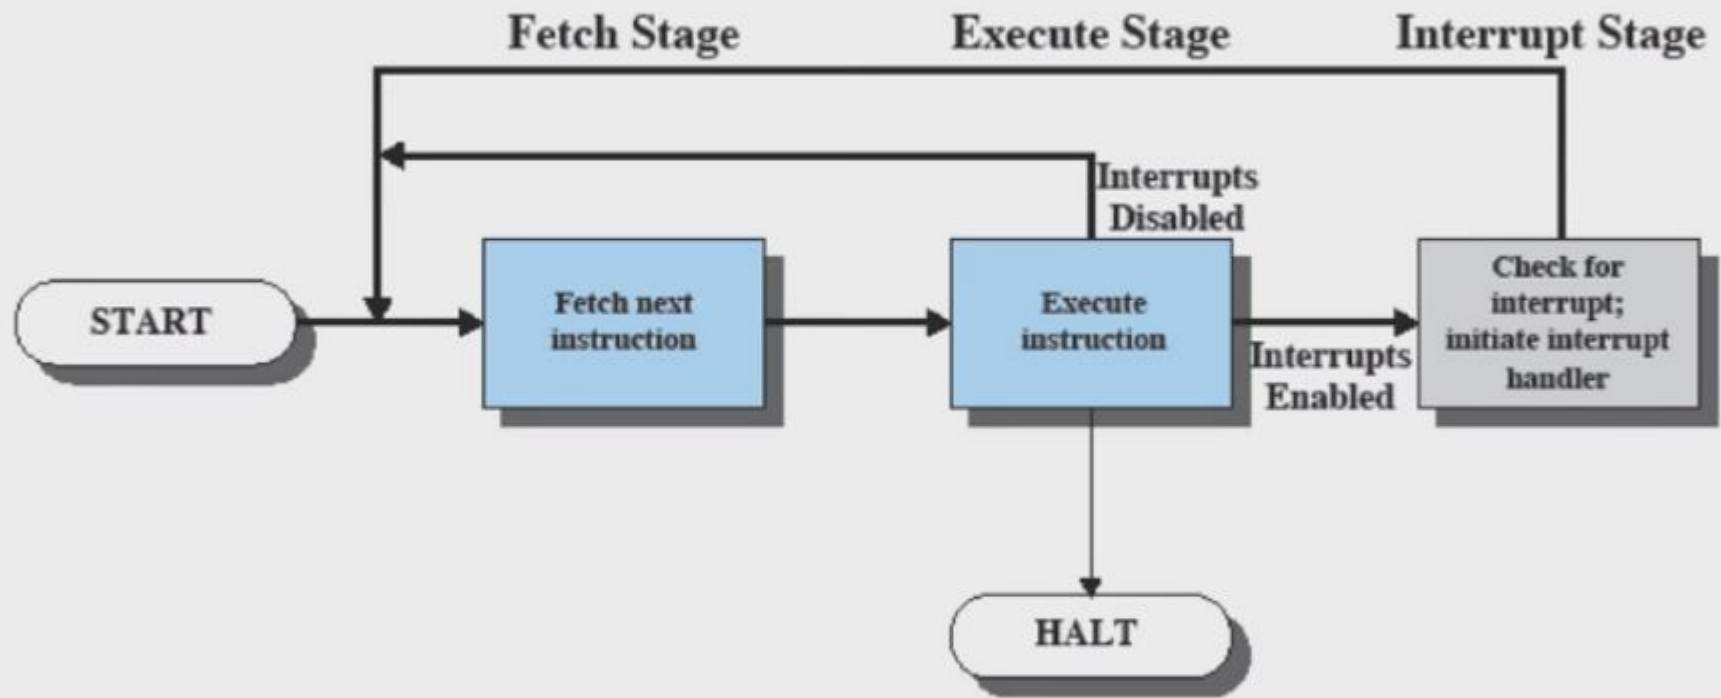 Fetch Stage
Execute Stage
Interrupt Stage
Interrupts
Disabled
START
Fetch next
instruction
Execute
instruction
Interrupts
Enabled
Check for
interrupt;
initiate interrupt
handler
HALT